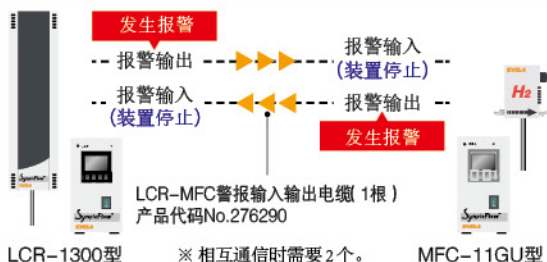 发生报警
报警输出
报警输入
(装置停止)
EYELA
H2
报警输入
(装置停止)
报警输出
发生报警
LCR-MFC警报输入输出电缆(1根)
产品代码No.276290
LCR-1300型
※ 相互通信时需要2个。
MFC-11GU型